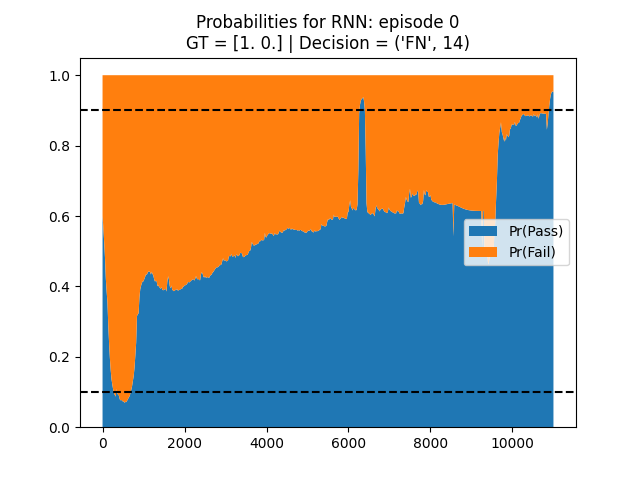 Probabilities for RNN: episode 0
GT = [1. 0.] | Decision = ('FN', 14)
1.0
0.8
0.6
0.4
0.2
0.0
Pr(Pass)
Pr(Fail)
0 2000 4000 6000 8000 10000